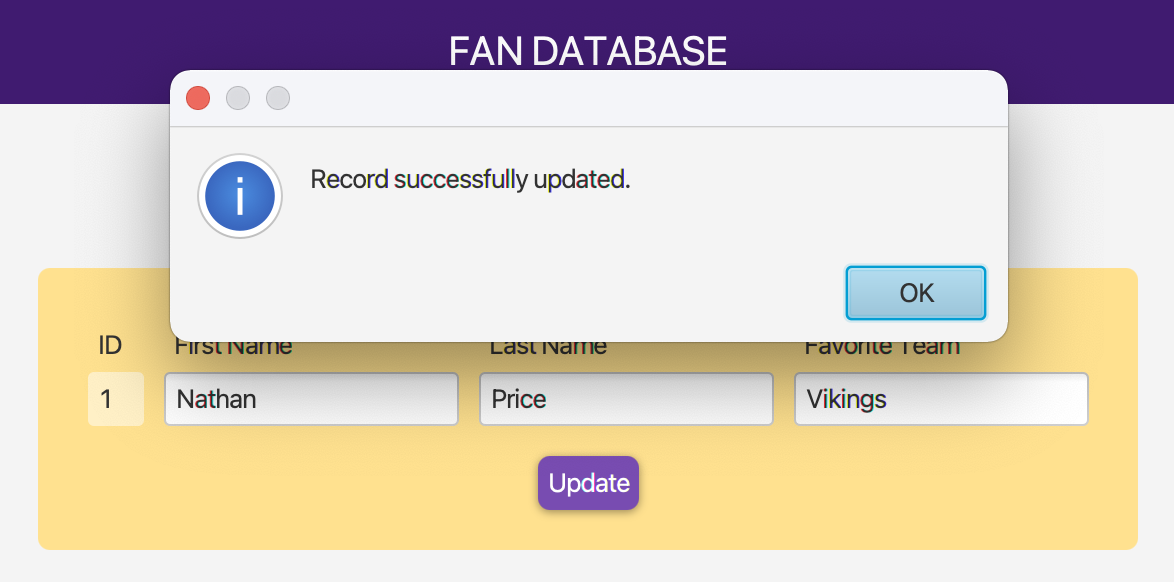 FAN DATABASE
i
Record successfully updated.
OK
ID First Name Last Name Favorite Team
1 Nathan Price Vikings
Update